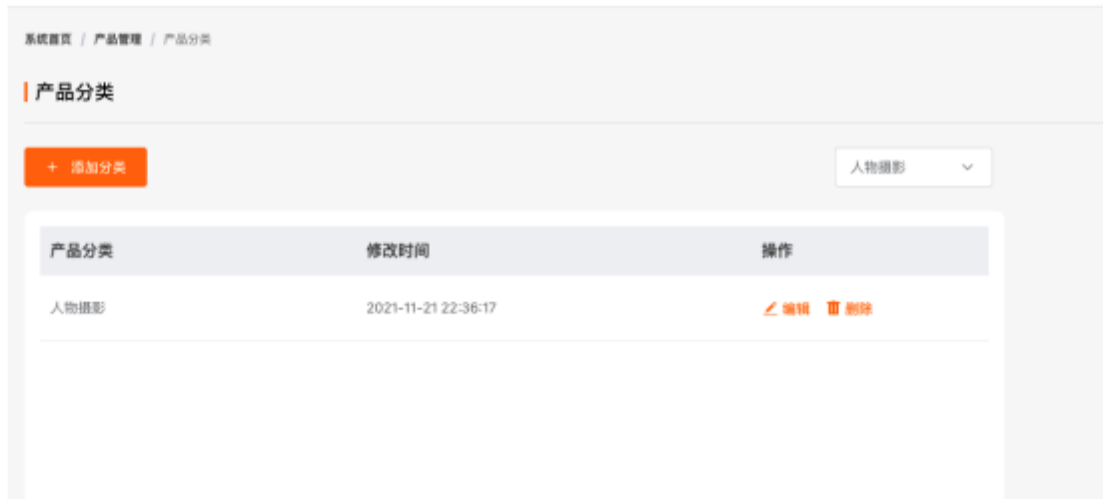 系统首页 / 产品管理 / 产品分类
产品分类
+ 添加分类
人物摄影
产品分类 修改时间 操作
人物摄影 2021-11-21 22:36:17 编辑 删除